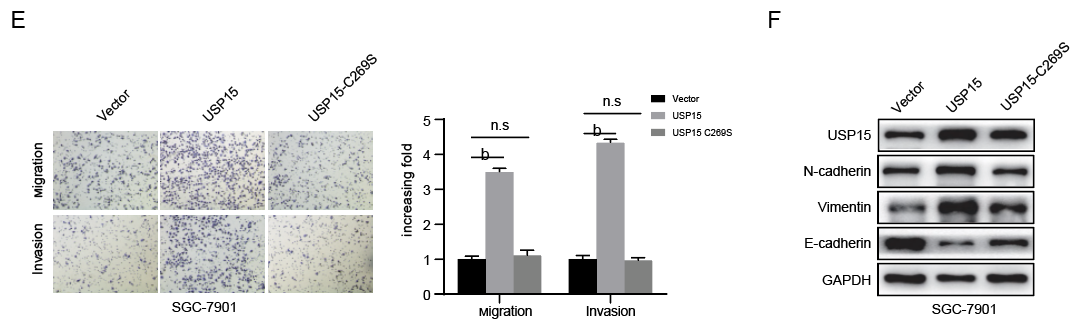 E
Vector
USP15
USP15-C269S
Migration
Invasion
SGC-7901
increasing fold
5
4
3
2
1
0
b
n.s
b
n.s
Migration
Invasion
Vector
USP15
USP15 C269S
F
Vector
USP15
USP15-C269S
USP15
N-cadherin
Vimentin
E-cadherin
GAPDH
SGC-7901